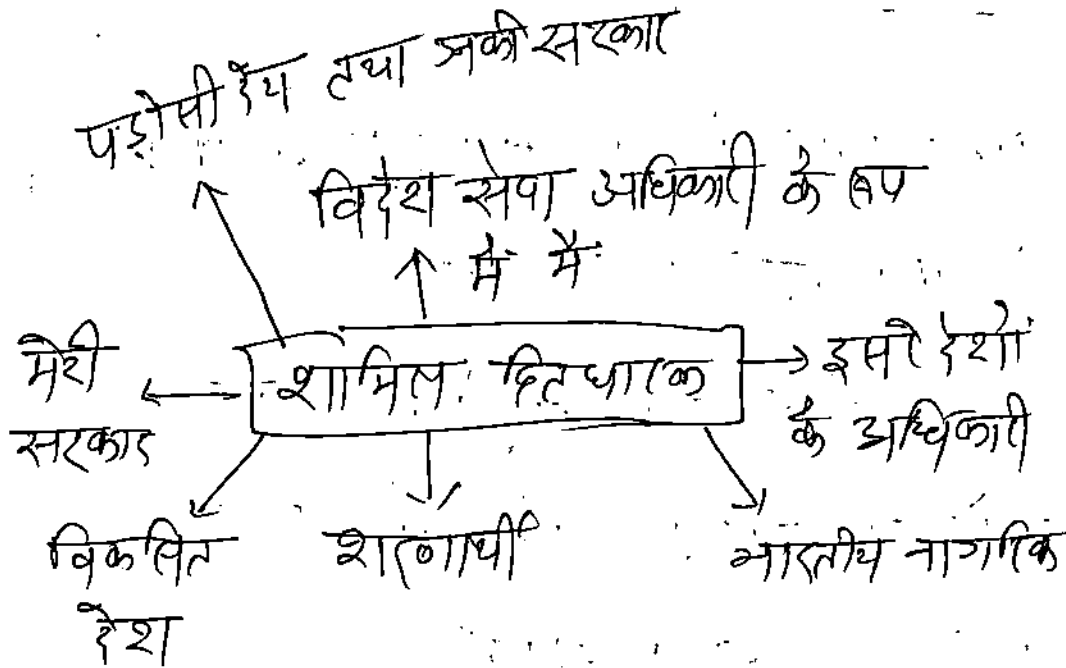 पड़ोसी देश तथा उनकी सरकार
विदेश सेवा अधिकारी के रूप
में मैं
मेरी
सरकार
शामिल हितधारक
दूसरे देशों
के अधिकारी
विकसित
देश
शरणार्थी
भारतीय नागरिक